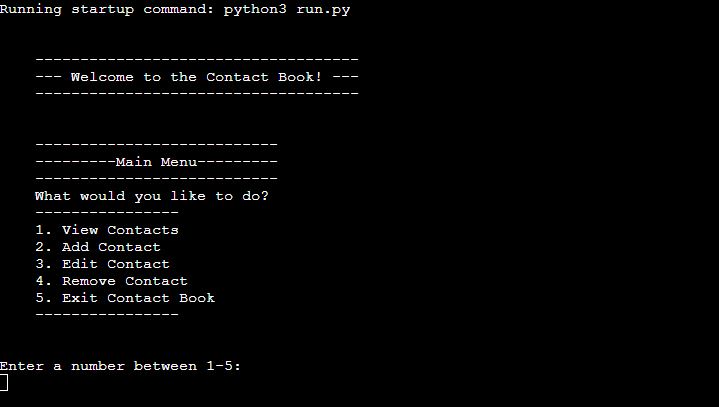 Running startup command: python3 run.py
------------------------------------
--- Welcome to the Contact Book! ---
------------------------------------
---------------------------
---------Main Menu---------
---------------------------
What would you like to do?
----------------
1. View Contacts
2. Add Contact
3. Edit Contact
4. Remove Contact
5. Exit Contact Book
----------------
Enter a number between 1-5: